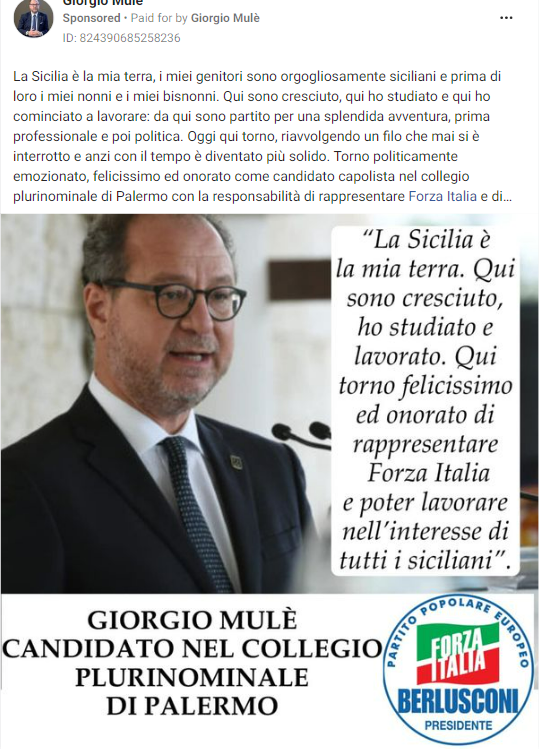 Giorgio Mulè
Sponsored • Paid for by Giorgio Mulè
ID: 824390685258236
La Sicilia è la mia terra, i miei genitori sono orgogliosamente siciliani e prima di
loro i miei nonni e i miei bisnonni. Qui sono cresciuto, qui ho studiato e qui ho
cominciato a lavorare: da qui sono partito per una splendida avventura, prima
professionale e poi politica. Oggi qui torno, riavvolgendo un filo che mai si è
interrotto e anzi con il tempo è diventato più solido. Torno politicamente
emozionato, felicissimo ed onorato come candidato capolista nel collegio
plurinominale di Palermo con la responsabilità di rappresentare Forza Italia e di...
“La Sicilia è
la mia terra. Qui
sono cresciuto,
ho studiato e
lavorato. Qui
torno felicissimo
ed onorato di
rappresentare
Forza Italia
e poter lavorare
nell’interesse di
tutti i siciliani”.
GIORGIO MULÈ
CANDIDATO NEL COLLEGIO
PLURINOMINALE
DI PALERMO
PARTITO POPOLARE EUROPEO
FORZA
ITALIA
BERLUSCONI
PRESIDENTE